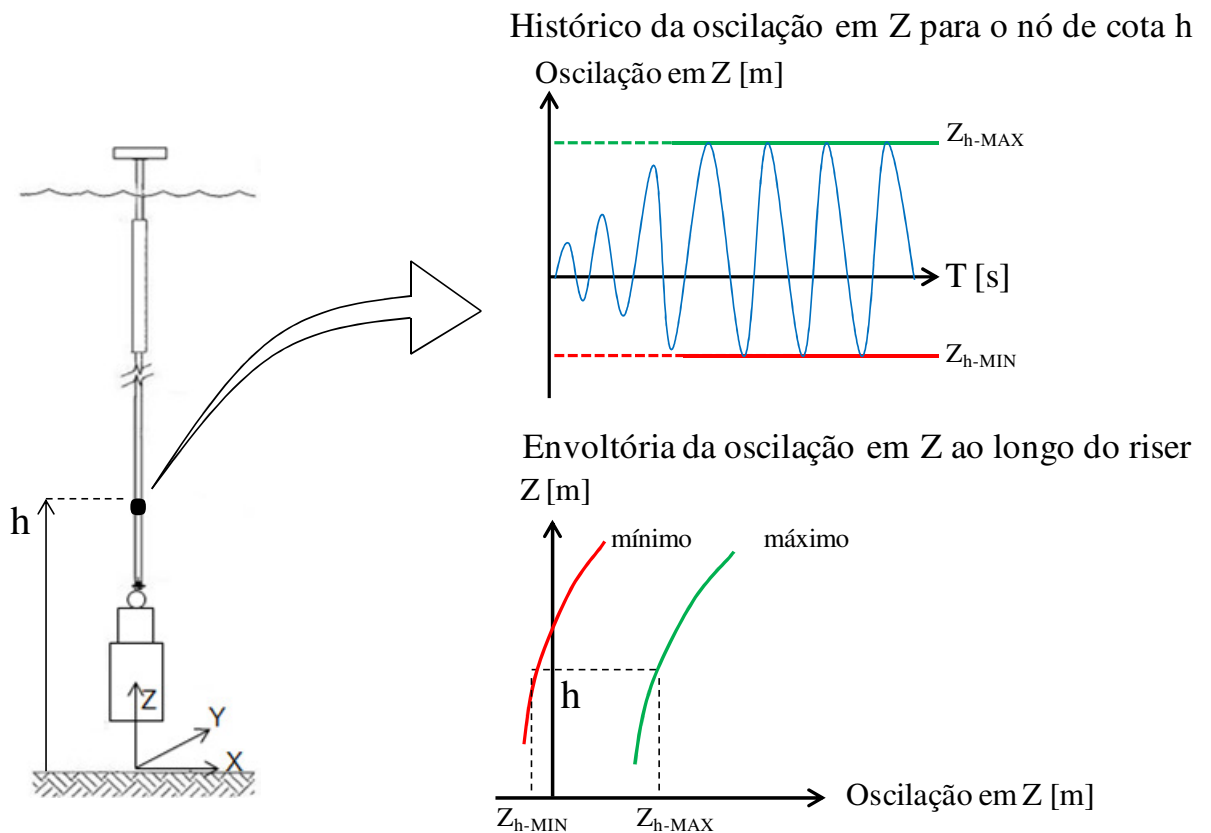 Histórico da oscilação em Z para o nó de cota h
Oscilação em Z [m]
Z_h-MAX
T [s]
Z_h-MIN
h
Z
Y
X
Envoltória da oscilação em Z ao longo do riser
Z [m]
mínimo
máximo
h
Oscilação em Z [m]
Z_h-MIN
Z_h-MAX